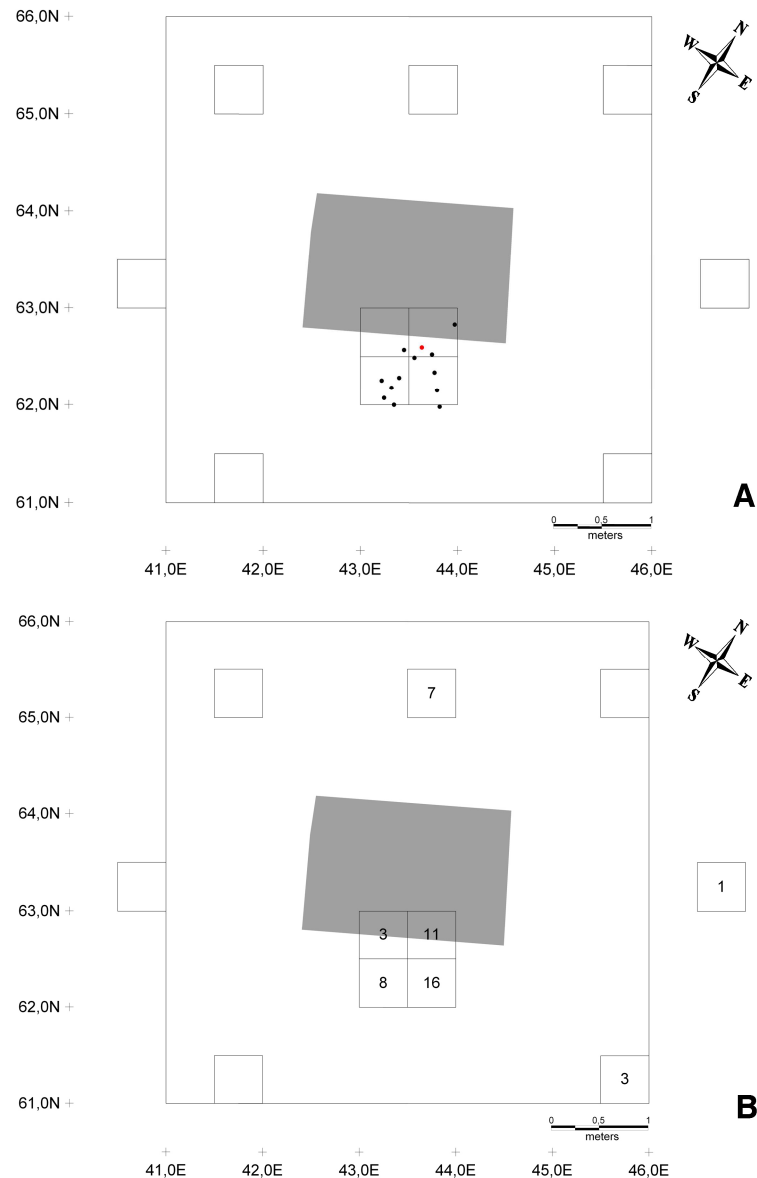 66,0N
N
W
E
S
65,0N
64,0N
63,0N
62,0N
61,0N
A
0 0,5 1
meters
41,0E 42,0E 43,0E 44,0E 45,0E 46,0E
66,0N
N
W
E
S
7
65,0N
64,0N
1
63,0N
3 11
8 16
62,0N
3
61,0N
B
0 0,5 1
meters
41,0E 42,0E 43,0E 44,0E 45,0E 46,0E